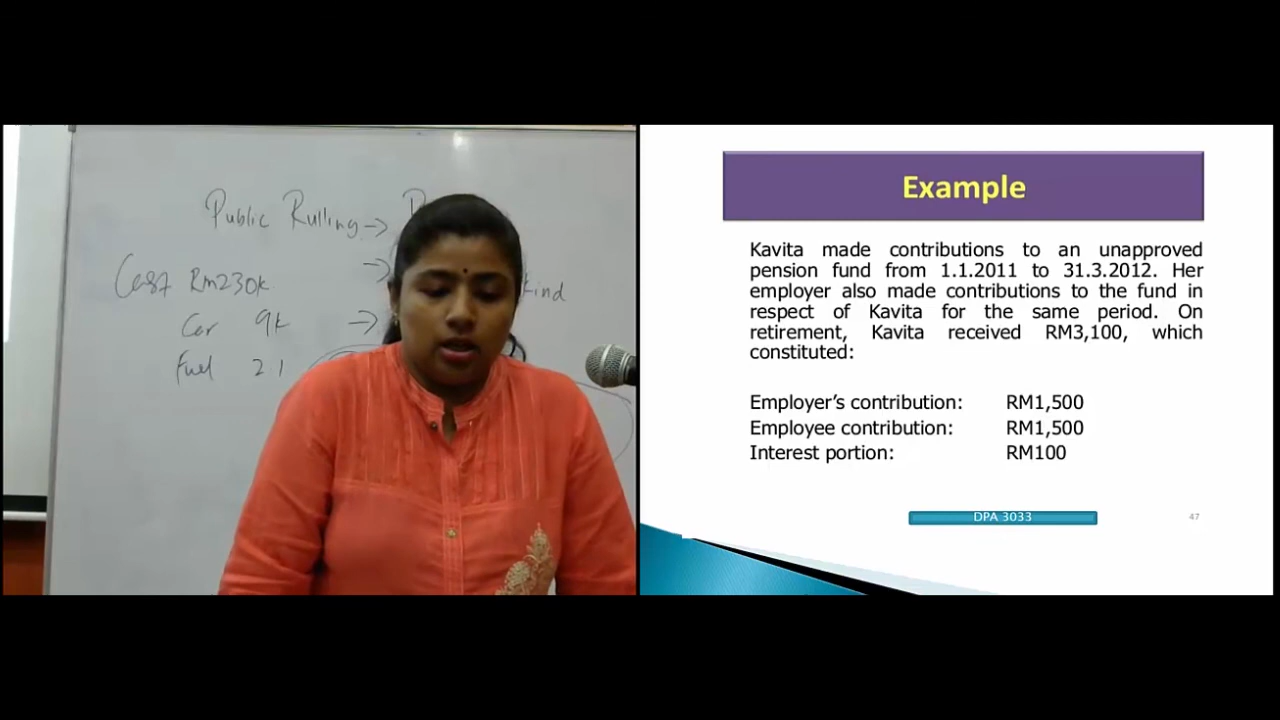 Public Rulling →
Cost Rm230k →
kind
Car 9k →
Fuel 2.1
Example
Kavita made contributions to an unapproved
pension fund from 1.1.2011 to 31.3.2012. Her
employer also made contributions to the fund in
respect of Kavita for the same period. On
retirement, Kavita received RM3,100, which
constituted:
Employer’s contribution: RM1,500
Employee contribution: RM1,500
Interest portion: RM100
DPA 3033
47